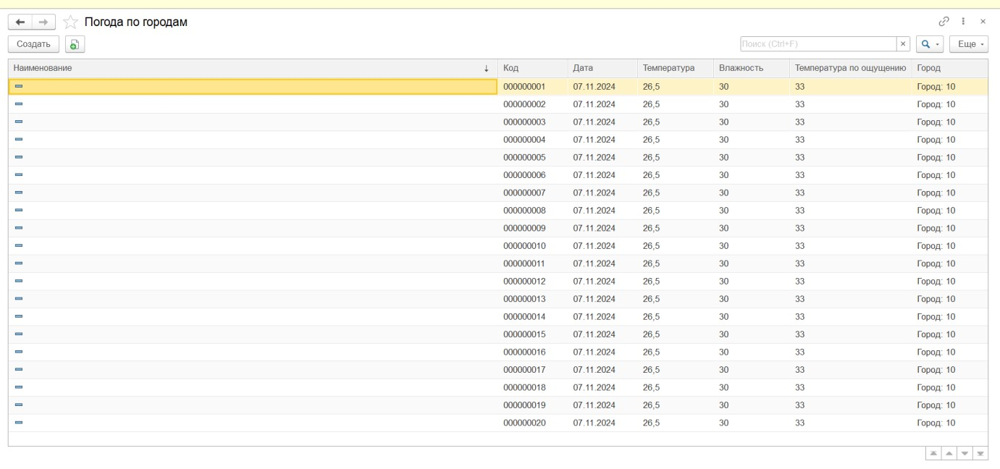 Погода по городам
Создать Поиск (Ctrl+F) × Еще
Наименование ↓ Код Дата Температура Влажность Температура по ощущению Город
000000001 07.11.2024 26,5 30 33 Город: 10
000000002 07.11.2024 26,5 30 33 Город: 10
000000003 07.11.2024 26,5 30 33 Город: 10
000000004 07.11.2024 26,5 30 33 Город: 10
000000005 07.11.2024 26,5 30 33 Город: 10
000000006 07.11.2024 26,5 30 33 Город: 10
000000007 07.11.2024 26,5 30 33 Город: 10
000000008 07.11.2024 26,5 30 33 Город: 10
000000009 07.11.2024 26,5 30 33 Город: 10
000000010 07.11.2024 26,5 30 33 Город: 10
000000011 07.11.2024 26,5 30 33 Город: 10
000000012 07.11.2024 26,5 30 33 Город: 10
000000013 07.11.2024 26,5 30 33 Город: 10
000000014 07.11.2024 26,5 30 33 Город: 10
000000015 07.11.2024 26,5 30 33 Город: 10
000000016 07.11.2024 26,5 30 33 Город: 10
000000017 07.11.2024 26,5 30 33 Город: 10
000000018 07.11.2024 26,5 30 33 Город: 10
000000019 07.11.2024 26,5 30 33 Город: 10
000000020 07.11.2024 26,5 30 33 Город: 10